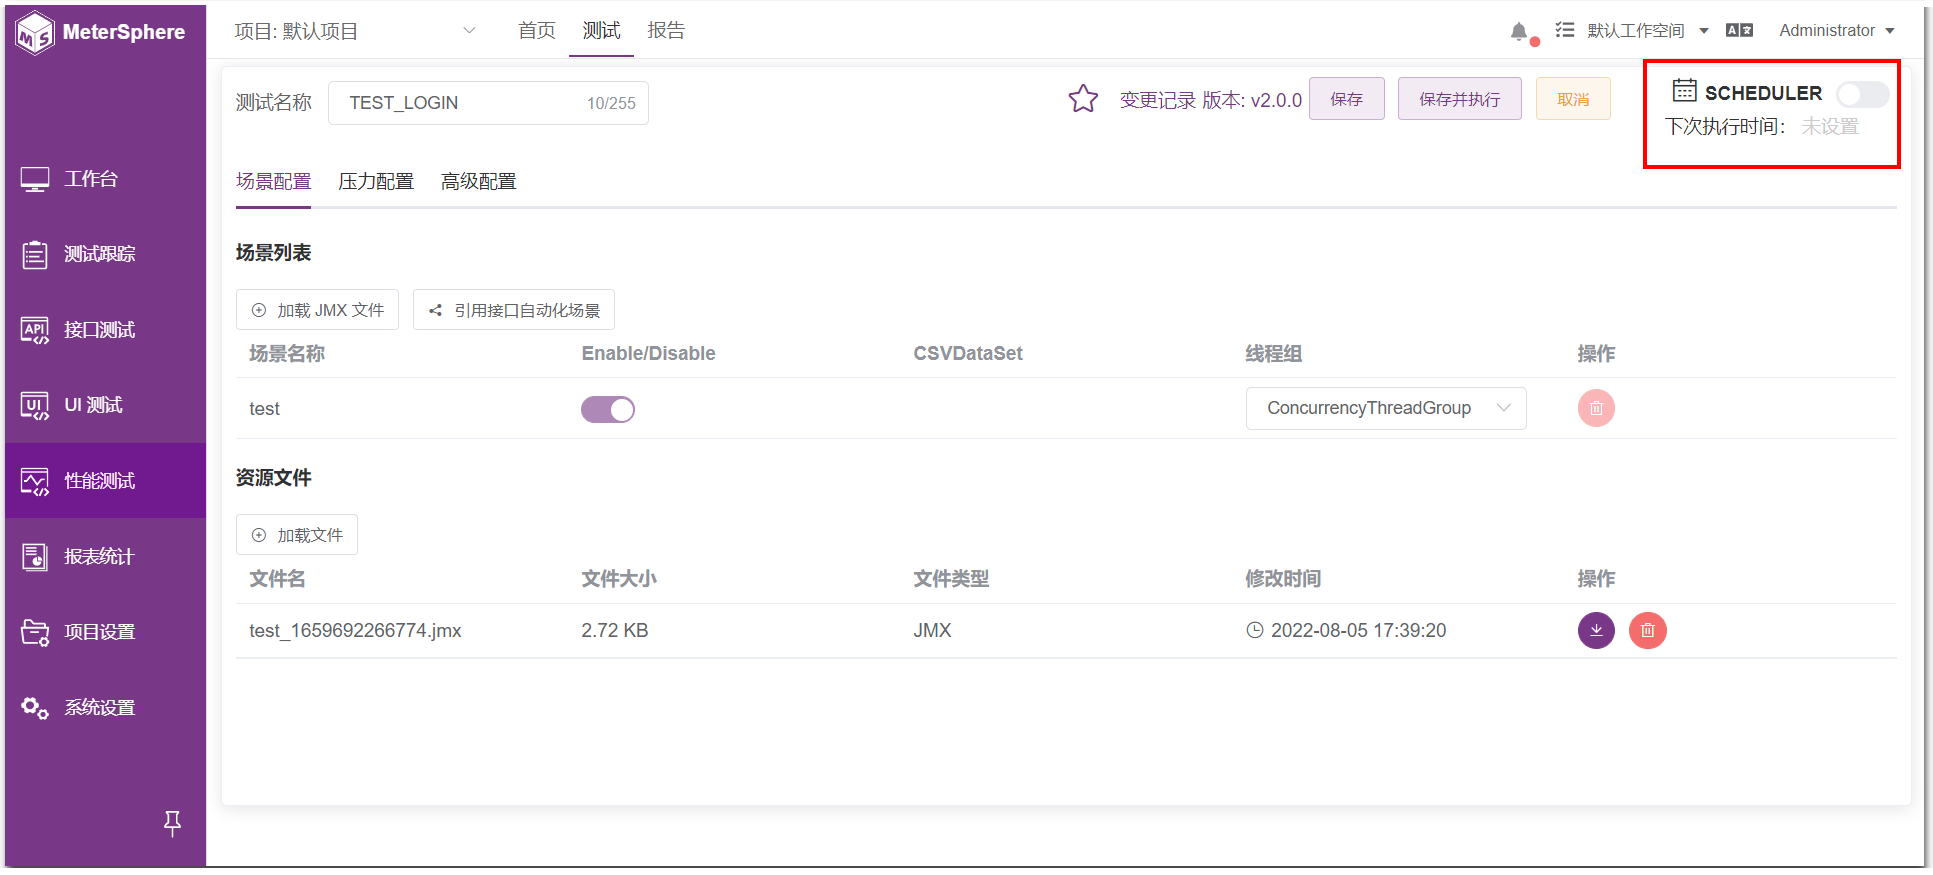 MeterSphere
项目: 默认项目
首页
测试
报告
默认工作空间
Administrator
测试名称
TEST_LOGIN
10/255
变更记录 版本: v2.0.0
保存
保存并执行
取消
SCHEDULER
下次执行时间： 未设置
工作台
测试跟踪
API
接口测试
UI
UI 测试
性能测试
报表统计
项目设置
系统设置
场景配置
压力配置
高级配置
场景列表
加载 JMX 文件
引用接口自动化场景
场景名称
Enable/Disable
CSVDataSet
线程组
操作
test
ConcurrencyThreadGroup
资源文件
加载文件
文件名
文件大小
文件类型
修改时间
操作
test_1659692266774.jmx
2.72 KB
JMX
2022-08-05 17:39:20